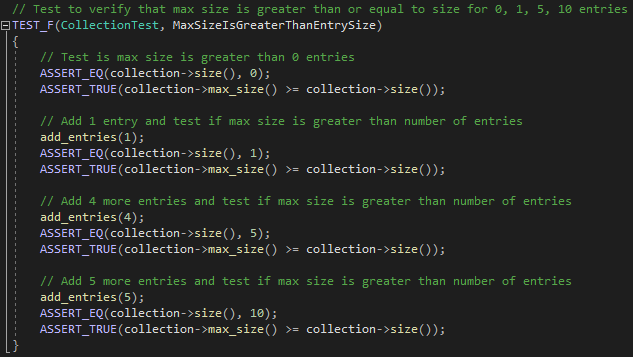 // Test to verify that max size is greater than or equal to size for 0, 1, 5, 10 entries
TEST_F(CollectionTest, MaxSizeIsGreaterThanEntrySize)
{
// Test is max size is greater than 0 entries
ASSERT_EQ(collection->size(), 0);
ASSERT_TRUE(collection->max_size() >= collection->size());
// Add 1 entry and test if max size is greater than number of entries
add_entries(1);
ASSERT_EQ(collection->size(), 1);
ASSERT_TRUE(collection->max_size() >= collection->size());
// Add 4 more entries and test if max size is greater than number of entries
add_entries(4);
ASSERT_EQ(collection->size(), 5);
ASSERT_TRUE(collection->max_size() >= collection->size());
// Add 5 more entries and test if max size is greater than number of entries
add_entries(5);
ASSERT_EQ(collection->size(), 10);
ASSERT_TRUE(collection->max_size() >= collection->size());
}